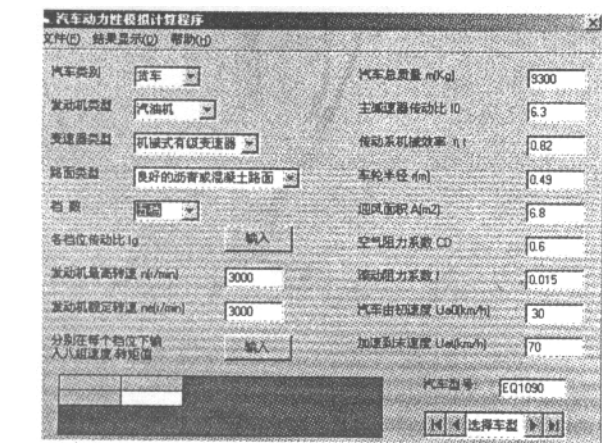 汽车动力性模拟计算程序
文件(F) 结果显示(D) 帮助(H)
汽车类别 货车
发动机类型 汽油机
变速器类型 机械式有级变速器
路面类型 良好的沥青或混凝土路面
档 数
各档位传动比 Ig 输入
发动机最高转速 n(r/min) 3000
发动机额定转速 ne(r/min) 3000
分别在每个档位下输
入八组速度,转矩值 输入
汽车总质量 m(Kg) 9300
主减速器传动比 I0 6.3
传动系机械效率 ηt 0.82
车轮半径 r(m) 0.49
迎风面积 A(m2) 6.8
空气阻力系数 CD 0.6
滚动阻力系数 f 0.015
汽车由初速度 Ua0(km/h) 30
加速到末速度 Uat(km/h) 70
汽车型号: EQ1090
选择车型